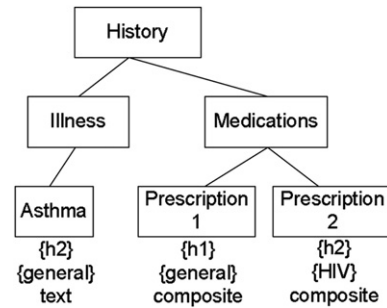 History
Illness
Medications
Asthma
Prescription
1
Prescription
2
{h2}
{general}
text
{h1}
{general}
composite
{h2}
{HIV}
composite